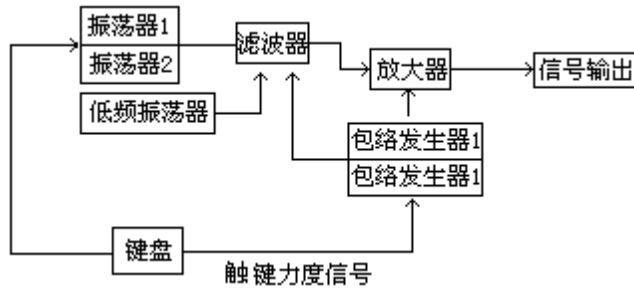 振荡器1
振荡器2
滤波器
放大器
信号输出
低频振荡器
包络发生器1
包络发生器1
键盘
触键力度信号